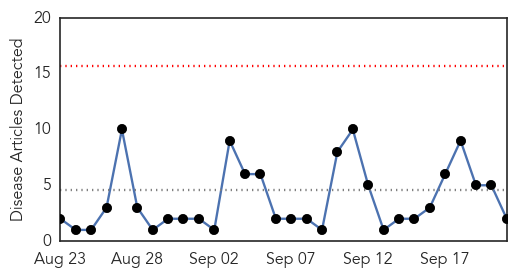 20
15
10
5
0
Disease Articles Detected
Aug 23
Aug 28
Sep 02
Sep 07
Sep 12
Sep 17